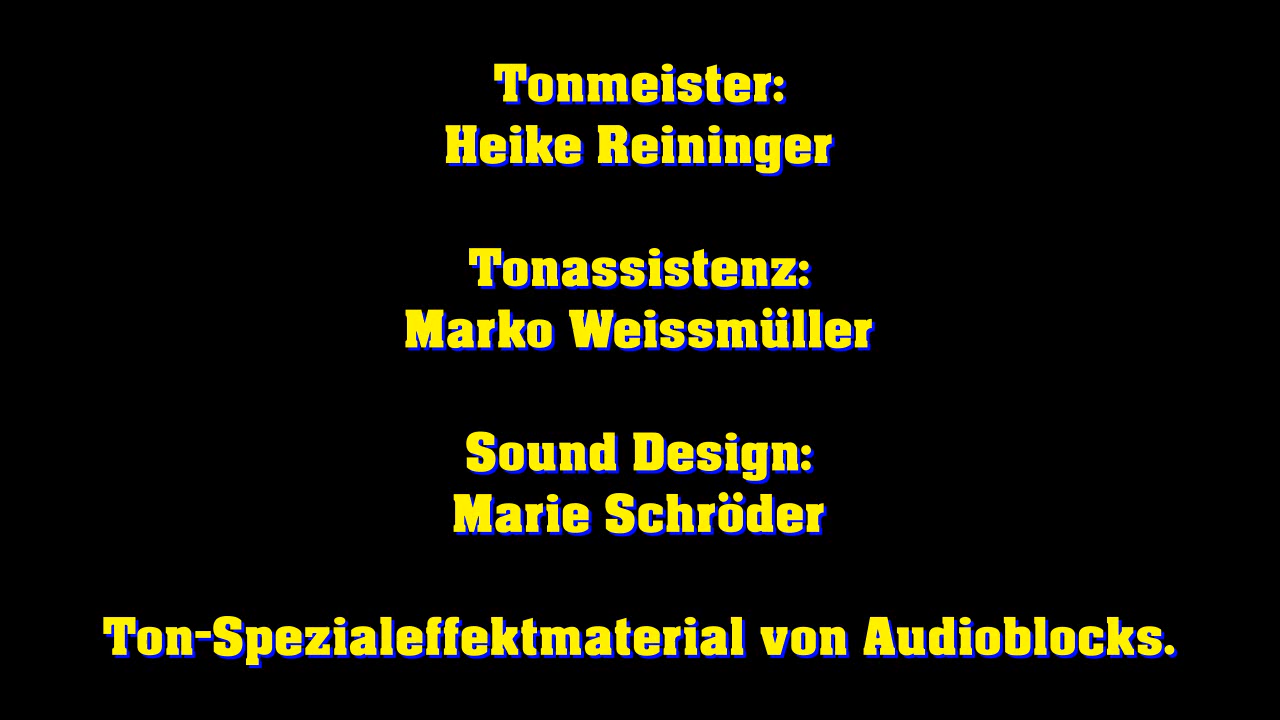 Tonmeister:
Heike Reininger
Tonassistenz:
Marko Weissmüller
Sound Design:
Marie Schröder
Ton-Spezialeffektmaterial von Audioblocks.